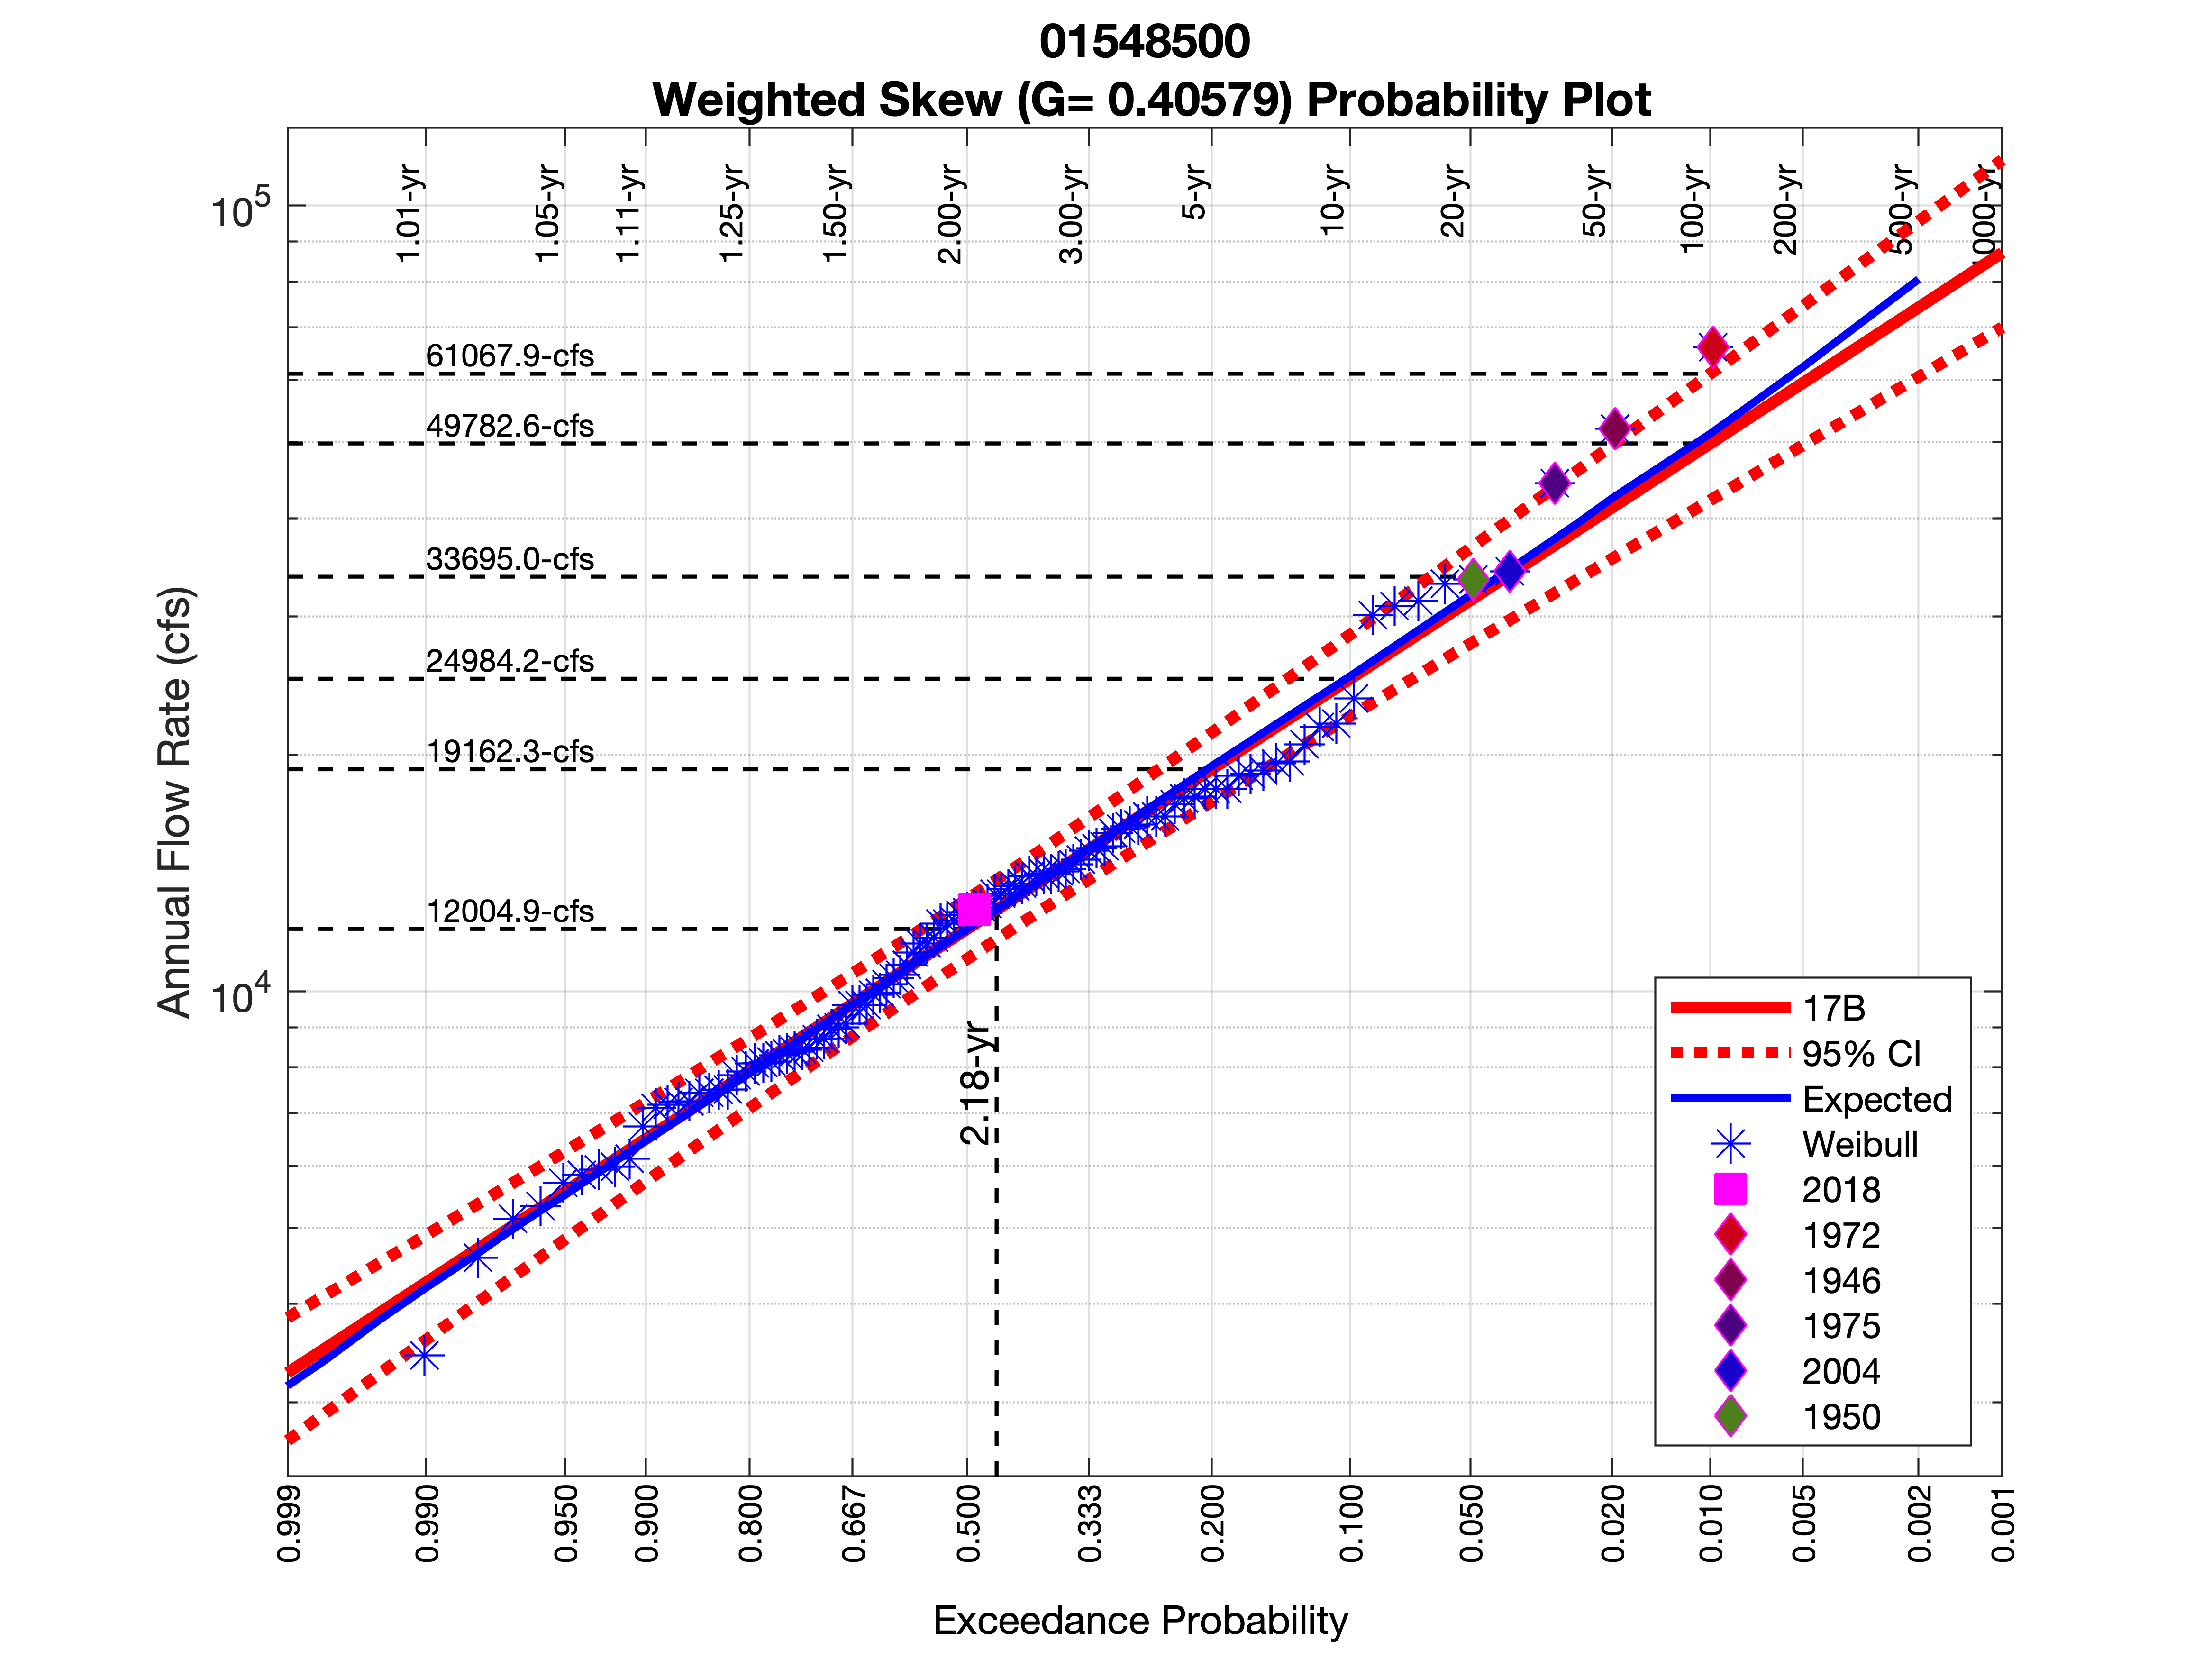 01548500
Weighted Skew (G= 0.40579) Probability Plot
1.01-yr
1.05-yr
1.11-yr
1.25-yr
1.50-yr
2.00-yr
3.00-yr
5-yr
10-yr
20-yr
50-yr
100-yr
200-yr
500-yr
1000-yr
10^5
10^4
Annual Flow Rate (cfs)
61067.9-cfs
49782.6-cfs
33695.0-cfs
24984.2-cfs
19162.3-cfs
12004.9-cfs
2.18-yr
17B
95% CI
Expected
Weibull
2018
1972
1946
1975
2004
1950
0.999
0.990
0.950
0.900
0.800
0.667
0.500
0.333
0.200
0.100
0.050
0.020
0.010
0.005
0.002
0.001
Exceedance Probability